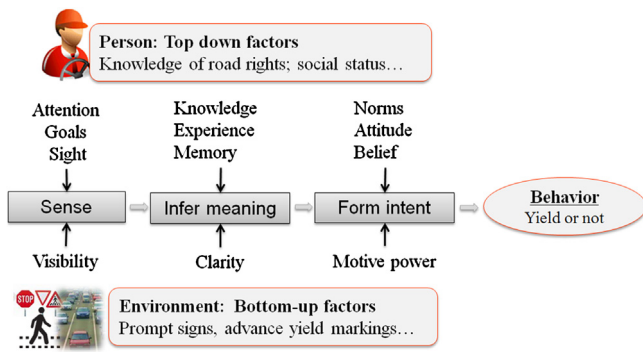 Person: Top down factors
Knowledge of road rights; social status…
Attention
Goals
Sight
Knowledge
Experience
Memory
Norms
Attitude
Belief
Sense
Infer meaning
Form intent
Behavior
Yield or not
Visibility
Clarity
Motive power
STOP
Environment: Bottom-up factors
Prompt signs, advance yield markings…